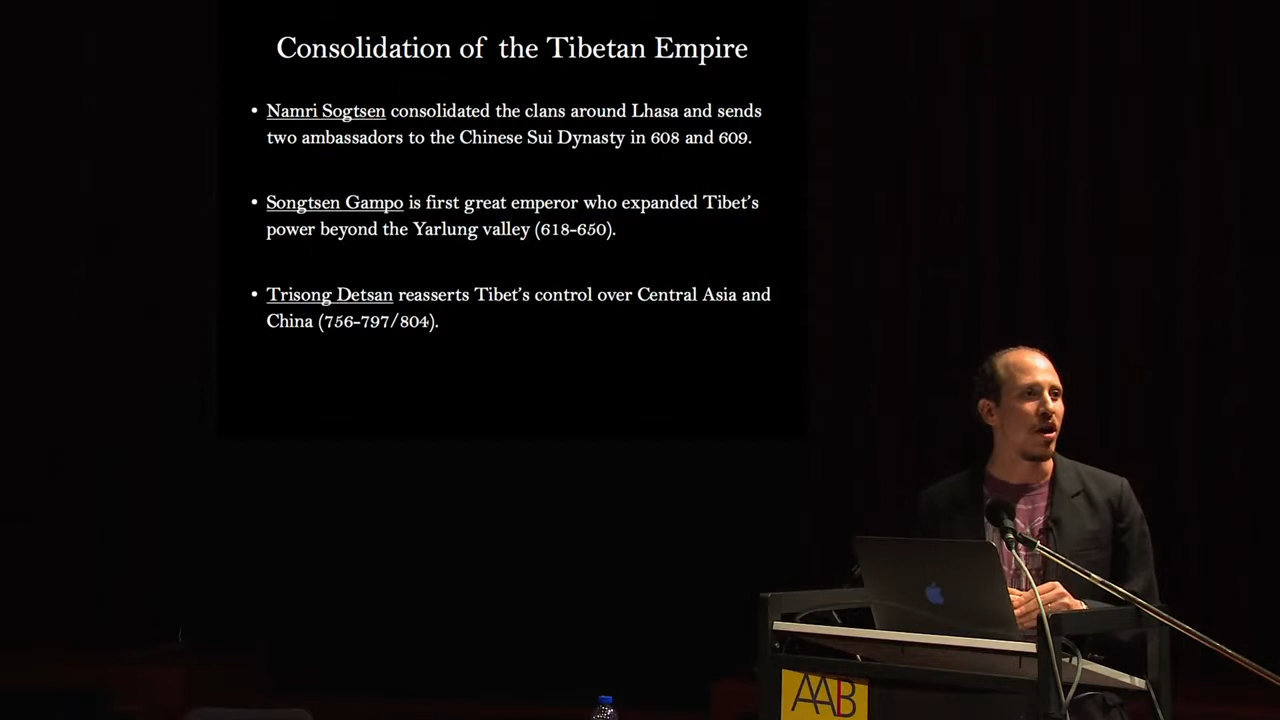 Consolidation of the Tibetan Empire
• Namri Sogtsen consolidated the clans around Lhasa and sends
two ambassadors to the Chinese Sui Dynasty in 608 and 609.
• Songtsen Gampo is first great emperor who expanded Tibet's
power beyond the Yarlung valley (618-650).
• Trisong Detsan reasserts Tibet's control over Central Asia and
China (756-797/804).
AAB